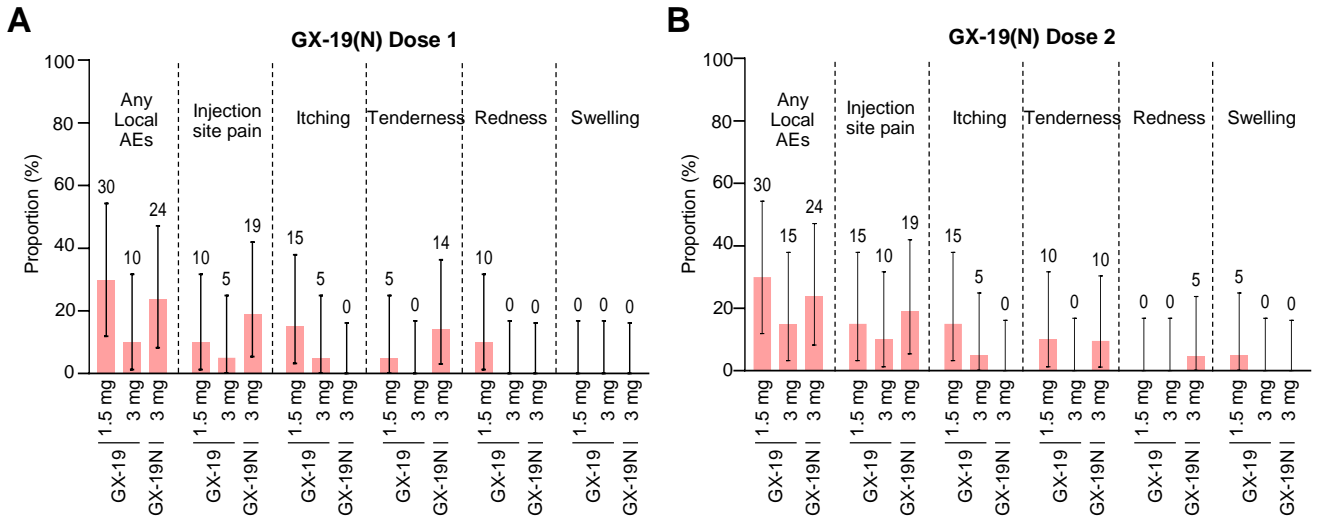 A
GX-19(N) Dose 1
Proportion (%)
100
80
60
40
20
0
Any
Local
AEs
Injection
site pain
Itching
Tenderness
Redness
Swelling
30
10
24
10
5
19
15
5
0
5
0
14
10
0
0
0
0
0
1.5 mg
3 mg
3 mg
1.5 mg
3 mg
3 mg
1.5 mg
3 mg
3 mg
1.5 mg
3 mg
3 mg
1.5 mg
3 mg
3 mg
1.5 mg
3 mg
3 mg
GX-19
GX-19N
GX-19
GX-19N
GX-19
GX-19N
GX-19
GX-19N
GX-19
GX-19N
GX-19
GX-19N
B
GX-19(N) Dose 2
Proportion (%)
100
80
60
40
20
0
Any
Local
AEs
Injection
site pain
Itching
Tenderness
Redness
Swelling
30
15
24
15
10
19
15
5
0
10
0
10
0
0
5
5
0
0
1.5 mg
3 mg
3 mg
1.5 mg
3 mg
3 mg
1.5 mg
3 mg
3 mg
1.5 mg
3 mg
3 mg
1.5 mg
3 mg
3 mg
1.5 mg
3 mg
3 mg
GX-19
GX-19N
GX-19
GX-19N
GX-19
GX-19N
GX-19
GX-19N
GX-19
GX-19N
GX-19
GX-19N